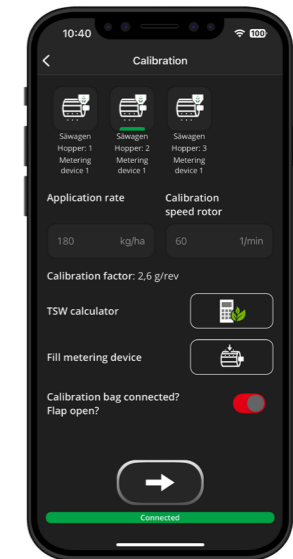 10:40
100
Calibration
Säwagen Säwagen Säwagen
Hopper: 1 Hopper: 2 Hopper: 3
Metering Metering Metering
device 1 device 1 device 1
Application rate Calibration
speed rotor
180 kg/ha 60 1/min
Calibration factor: 2,6 g/rev
TSW calculator
Fill metering device
Calibration bag connected?
Flap open?
Connected